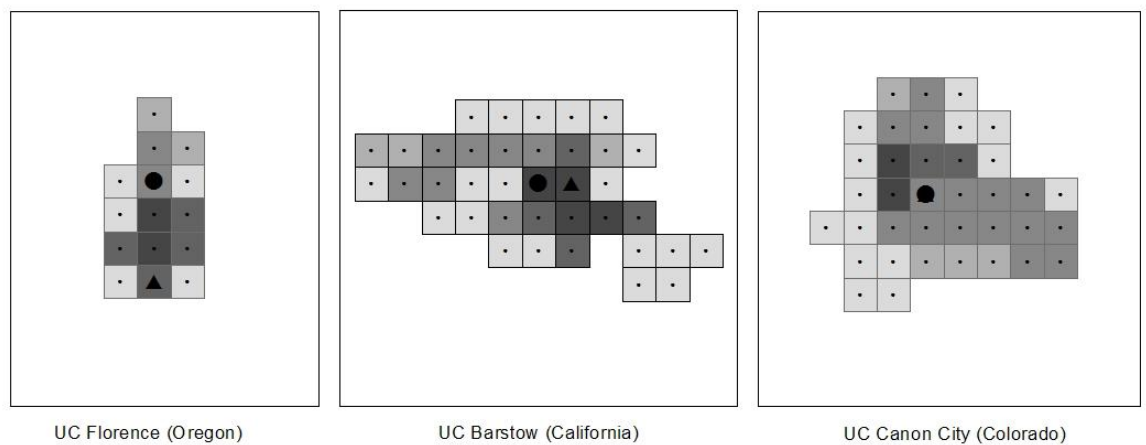 UC Florence (Oregon)
UC Barstow (California)
UC Canon City (Colorado)